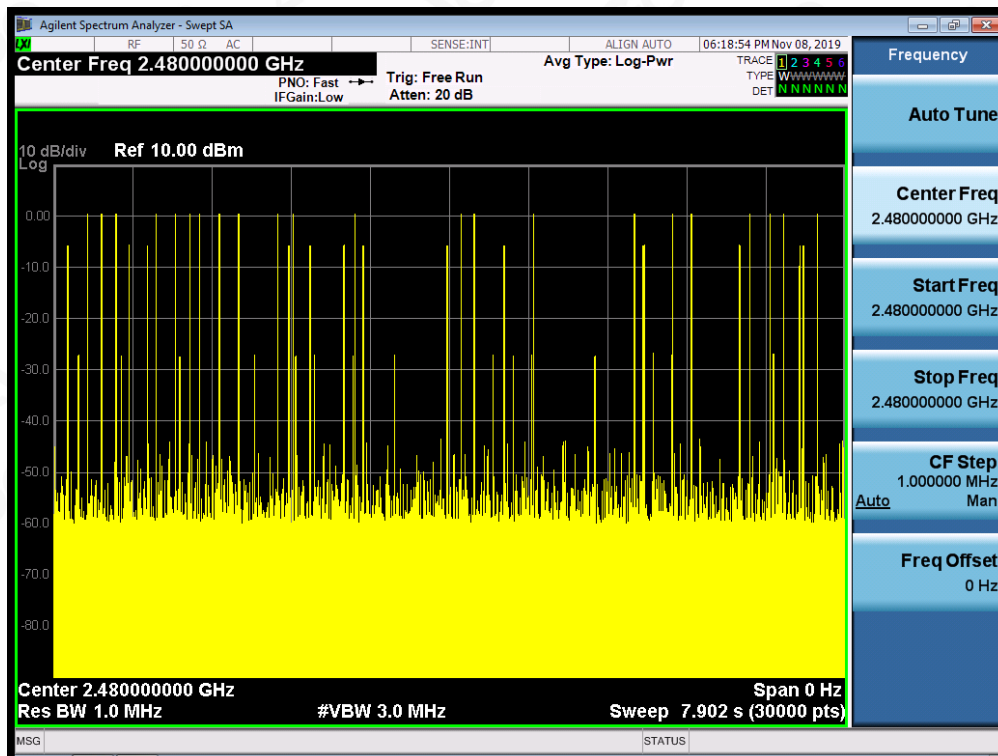 Agilent Spectrum Analyzer - Swept SA
LXI RF 50 Ω AC SENSE:INT ALIGN AUTO 06:18:54 PM Nov 08, 2019
Center Freq 2.480000000 GHz
PNO: Fast
IFGain:Low
Trig: Free Run
Atten: 20 dB
Avg Type: Log-Pwr
TRACE 1 2 3 4 5 6
TYPE WWWWWW
DET N N N N N N
10 dB/div Ref 10.00 dBm
Log
0.00
-10.0
-20.0
-30.0
-40.0
-50.0
-60.0
-70.0
-80.0
Center 2.480000000 GHz Span 0 Hz
Res BW 1.0 MHz #VBW 3.0 MHz Sweep 7.902 s (30000 pts)
MSG STATUS
Frequency
Auto Tune
Center Freq
2.480000000 GHz
Start Freq
2.480000000 GHz
Stop Freq
2.480000000 GHz
CF Step
1.000000 MHz
Auto Man
Freq Offset
0 Hz